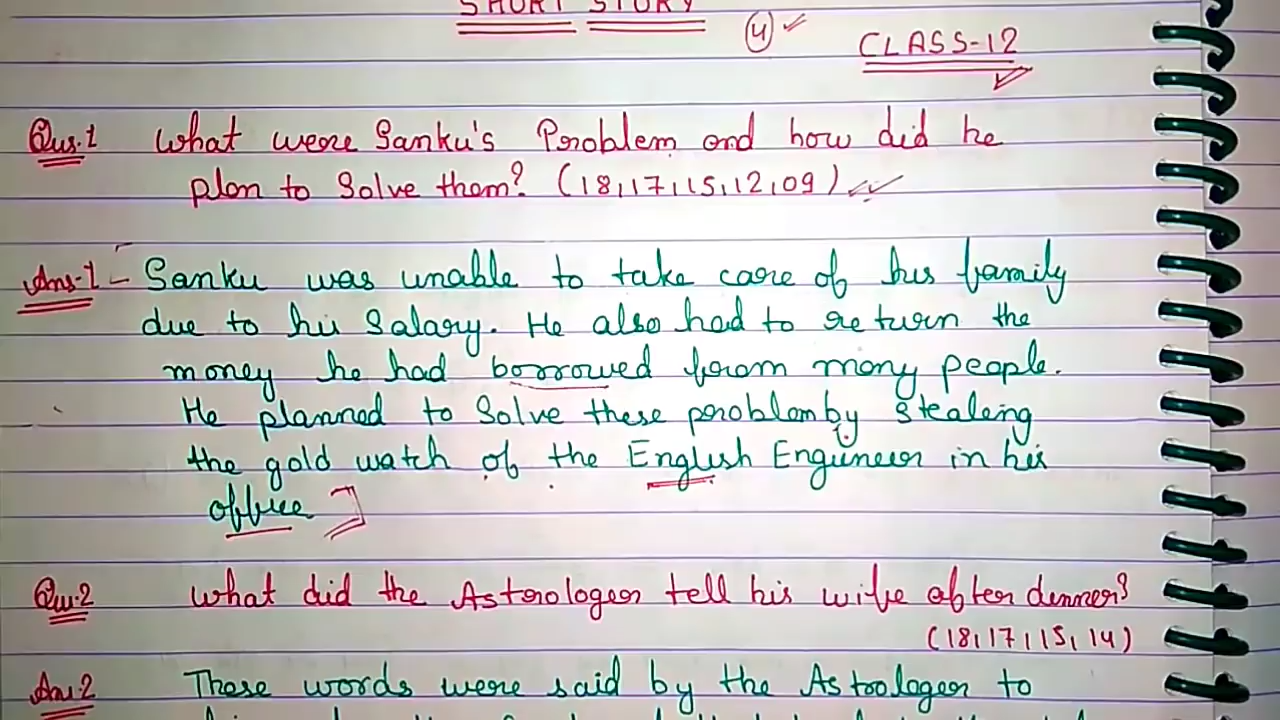 SHORT STORY
4
CLASS-12
Qus.1 What were Sanku's Problem and how did he
plan to Solve them? (18,17,15,12,09)
Ans-1 - Sanku was unable to take care of his family
due to his Salary. He also had to return the
money he had borrowed from many people.
He planned to Solve these problem by Stealing
the gold watch of the English Engineer in his
office
Qu.2 What did the Astrologer tell his wife after dinner?
(18,17,15,14)
An.2 These words were said by the Astrologer to